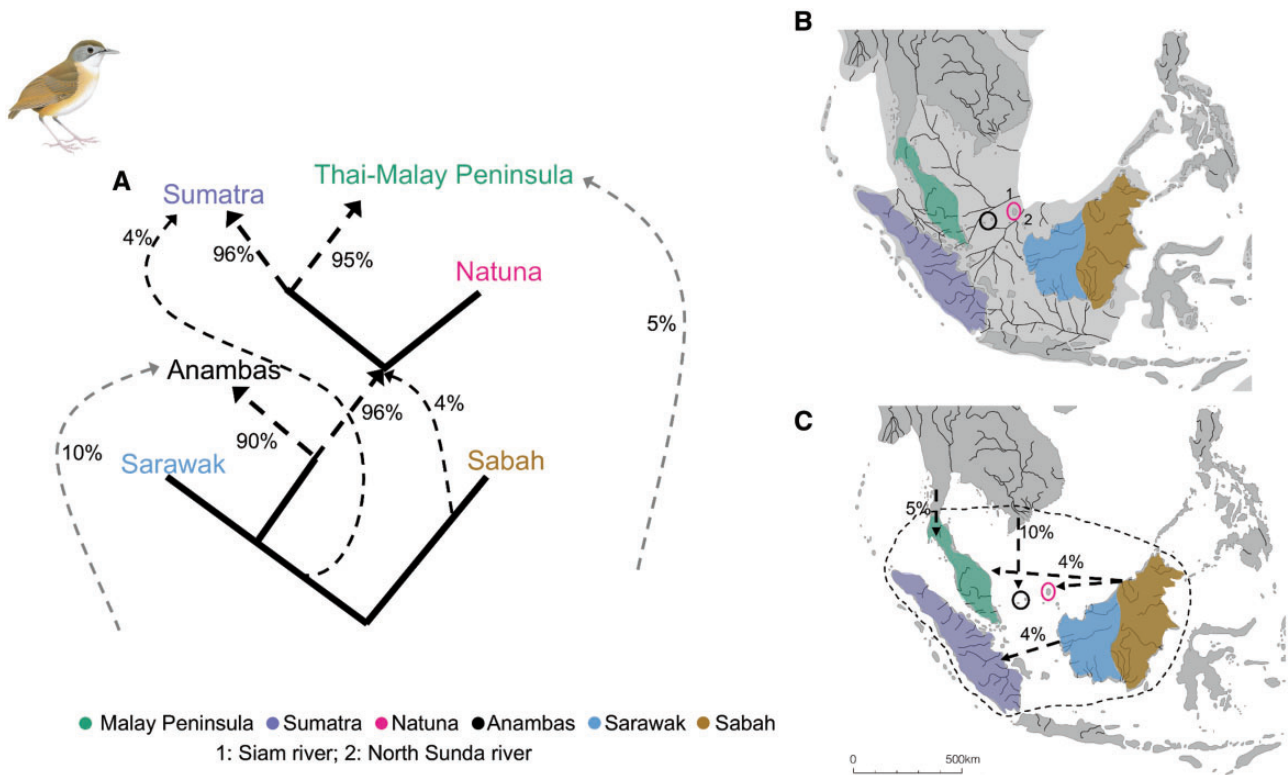 A
Sumatra
Thai-Malay Peninsula
4%
96%
95%
Natuna
5%
Anambas
96%
4%
90%
10%
Sarawak
Sabah
B
1
2
C
5%
10%
4%
4%
0
500km
Malay Peninsula Sumatra Natuna Anambas Sarawak Sabah
1: Siam river; 2: North Sunda river